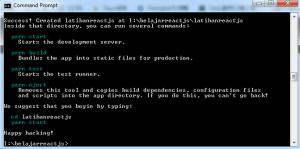 Command Prompt
Success! Created latihanreactjs at l:\belajarreactjs\latihanreactjs
Inside that directory, you can run several commands:
yarn start
Starts the development server.
yarn build
Bundles the app into static files for production.
yarn test
Starts the test runner.
yarn eject
Removes this tool and copies build dependencies, configuration files
and scripts into the app directory. If you do this, you can't go back!
We suggest that you begin by typing:
cd latihanreactjs
yarn start
Happy hacking!
l:\belajarreactjs>